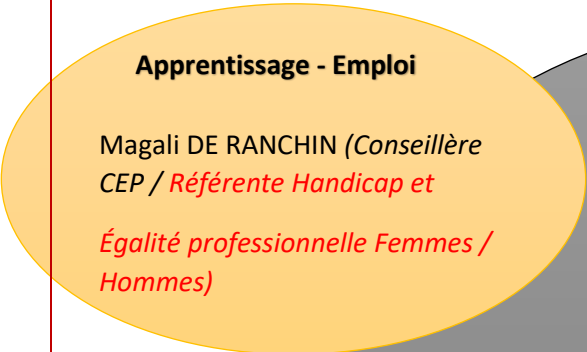 Apprentissage - Emploi
Magali DE RANCHIN (Conseillère
CEP / Référente Handicap et
Égalité professionnelle Femmes /
Hommes)